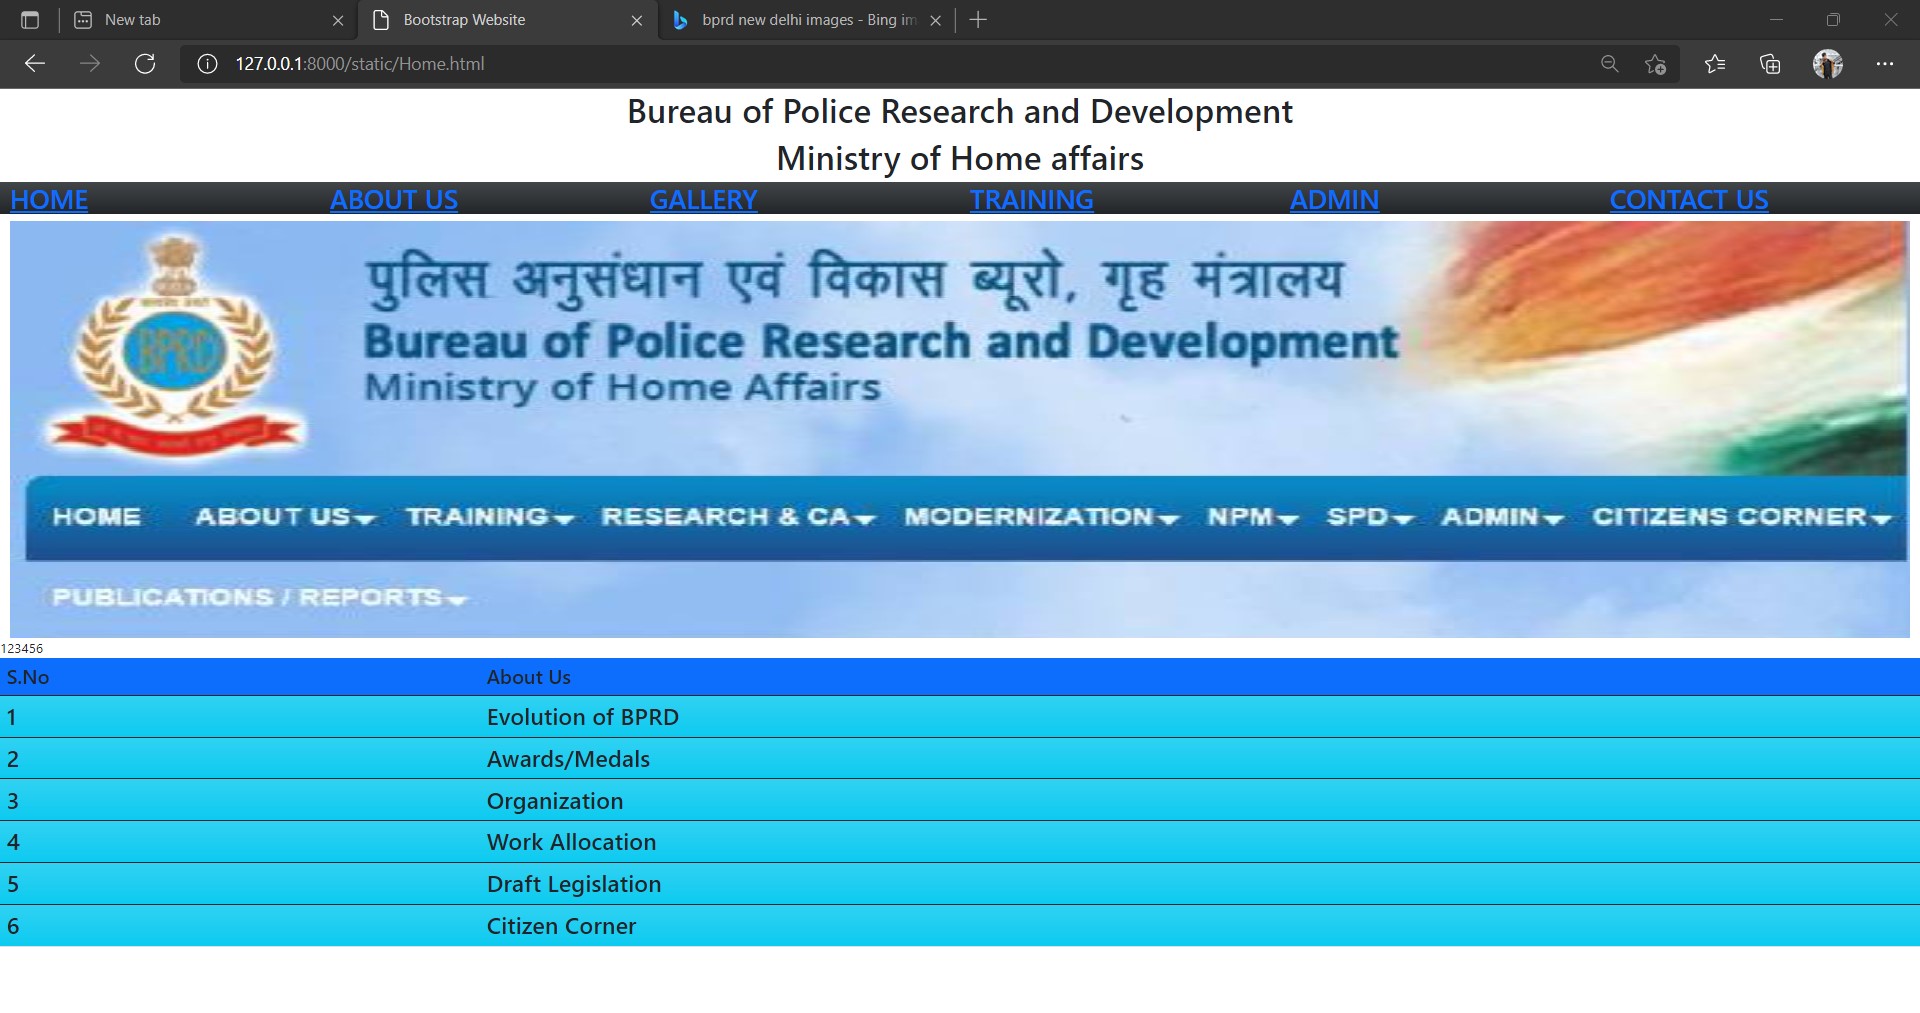 New tab
Bootstrap Website
bprd new delhi images - Bing im
127.0.0.1:8000/static/Home.html
Bureau of Police Research and Development
Ministry of Home affairs
HOME ABOUT US GALLERY TRAINING ADMIN CONTACT US
पुलिस अनुसंधान एवं विकास ब्यूरो, गृह मंत्रालय
Bureau of Police Research and Development
Ministry of Home Affairs
BPRD
HOME ABOUT US TRAINING RESEARCH & CA MODERNIZATION NPM SPD ADMIN CITIZENS CORNER
PUBLICATIONS / REPORTS
123456
S.No About Us
1 Evolution of BPRD
2 Awards/Medals
3 Organization
4 Work Allocation
5 Draft Legislation
6 Citizen Corner